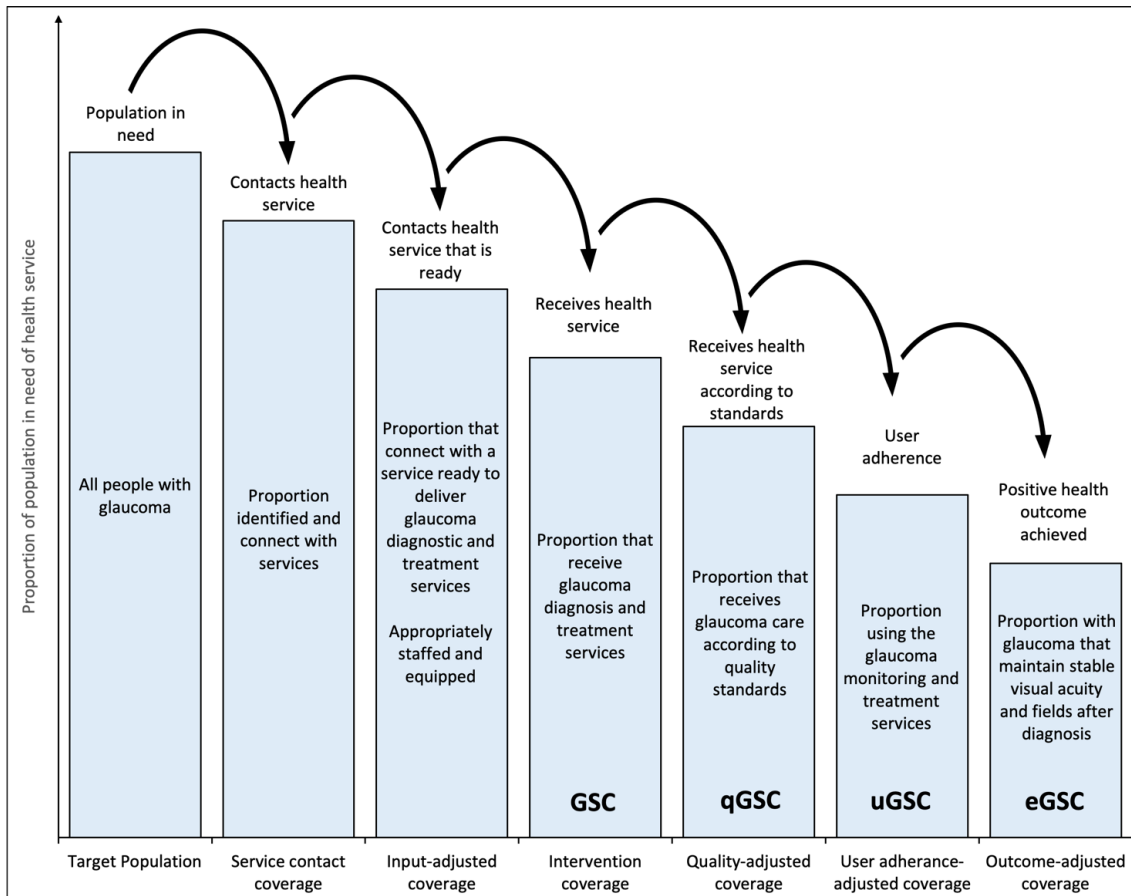 Proportion of population in need of health service
Population in
need
All people with
glaucoma
Target Population
Contacts health
service
Proportion
identified and
connect with
services
Service contact
coverage
Contacts health
service that is
ready
Proportion that
connect with a
service ready to
deliver
glaucoma
diagnostic and
treatment
services
Appropriately
staffed and
equipped
Input-adjusted
coverage
Receives health
service
Proportion that
receive
glaucoma
diagnosis and
treatment
services
GSC
Intervention
coverage
Receives health
service
according to
standards
Proportion that
receives
glaucoma care
according to
quality
standards
qGSC
Quality-adjusted
coverage
User
adherence
Proportion
using the
glaucoma
monitoring and
treatment
services
uGSC
User adherance-
adjusted coverage
Positive health
outcome
achieved
Proportion with
glaucoma that
maintain stable
visual acuity
and fields after
diagnosis
eGSC
Outcome-adjusted
coverage